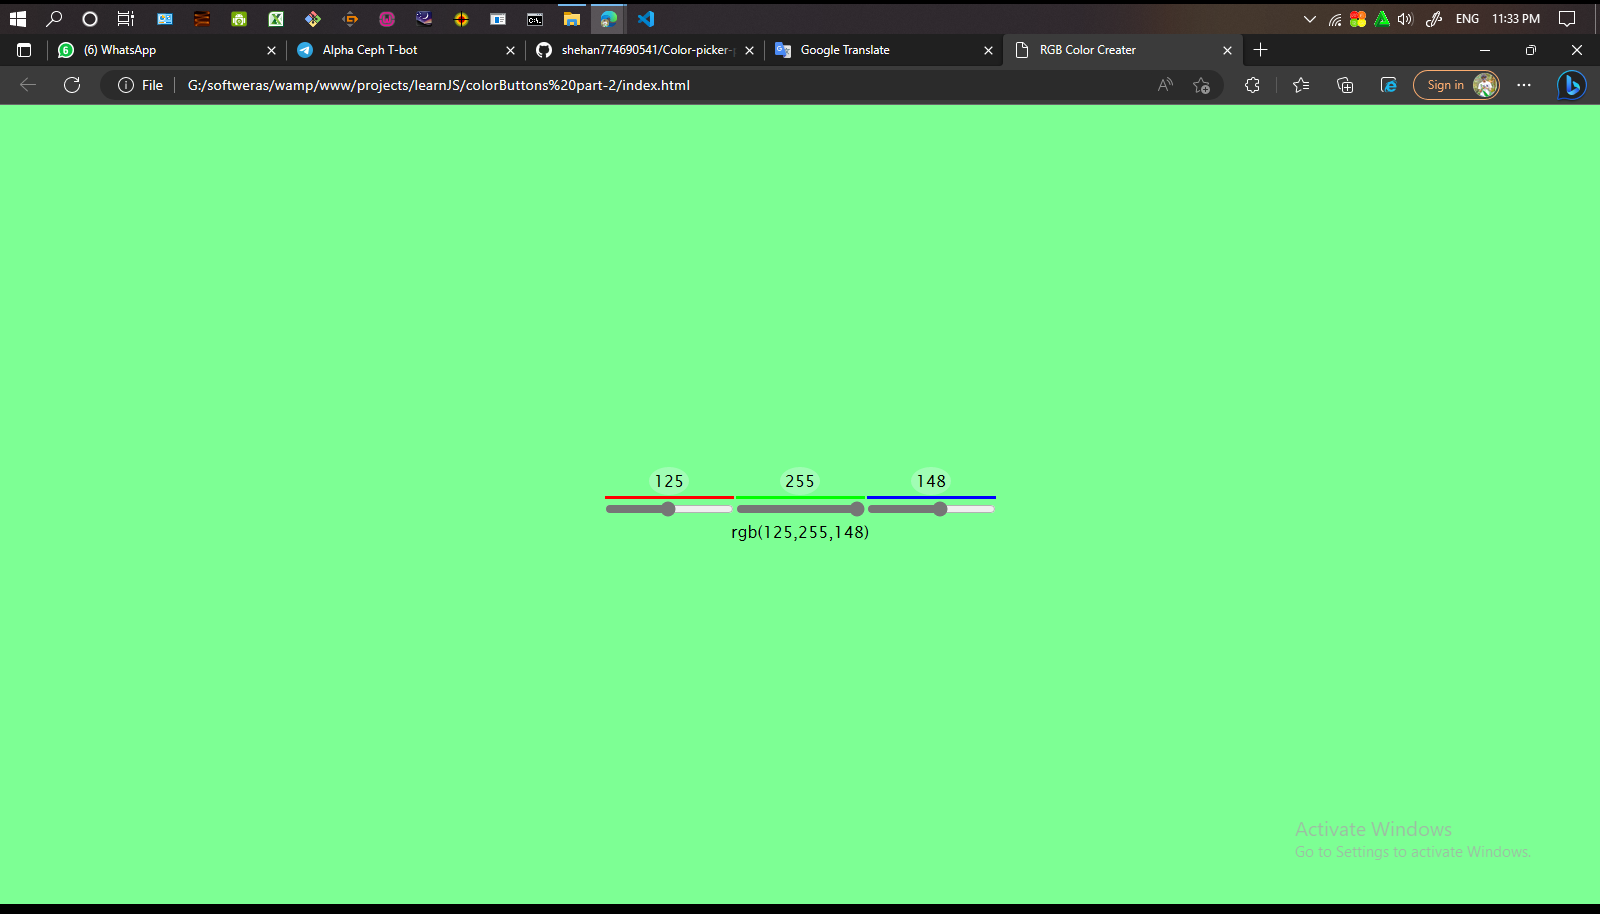 ENG 11:33 PM
6 (6) WhatsApp
Alpha Ceph T-bot
shehan774690541/Color-picker-
Google Translate
RGB Color Creater
File G:/softweras/wamp/www/projects/learnJS/colorButtons%20part-2/index.html
Sign in
125 255 148
rgb(125,255,148)
Activate Windows
Go to Settings to activate Windows.